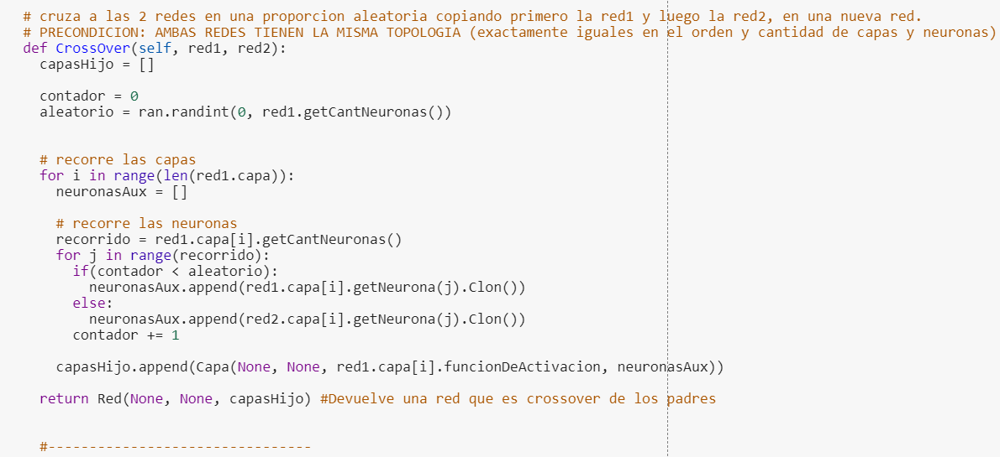 # cruza a las 2 redes en una proporcion aleatoria copiando primero la red1 y luego la red2, en una nueva red.
# PRECONDICION: AMBAS REDES TIENEN LA MISMA TOPOLOGIA (exactamente iguales en el orden y cantidad de capas y neuronas)
def CrossOver(self, red1, red2):
  capasHijo = []

  contador = 0
  aleatorio = ran.randint(0, red1.getCantNeuronas())


  # recorre las capas
  for i in range(len(red1.capa)):
    neuronasAux = []

    # recorre las neuronas
    recorrido = red1.capa[i].getCantNeuronas()
    for j in range(recorrido):
      if(contador < aleatorio):
        neuronasAux.append(red1.capa[i].getNeurona(j).Clon())
      else:
        neuronasAux.append(red2.capa[i].getNeurona(j).Clon())
      contador += 1

    capasHijo.append(Capa(None, None, red1.capa[i].funcionDeActivacion, neuronasAux))

  return Red(None, None, capasHijo) #Devuelve una red que es crossover de los padres


  #--------------------------------